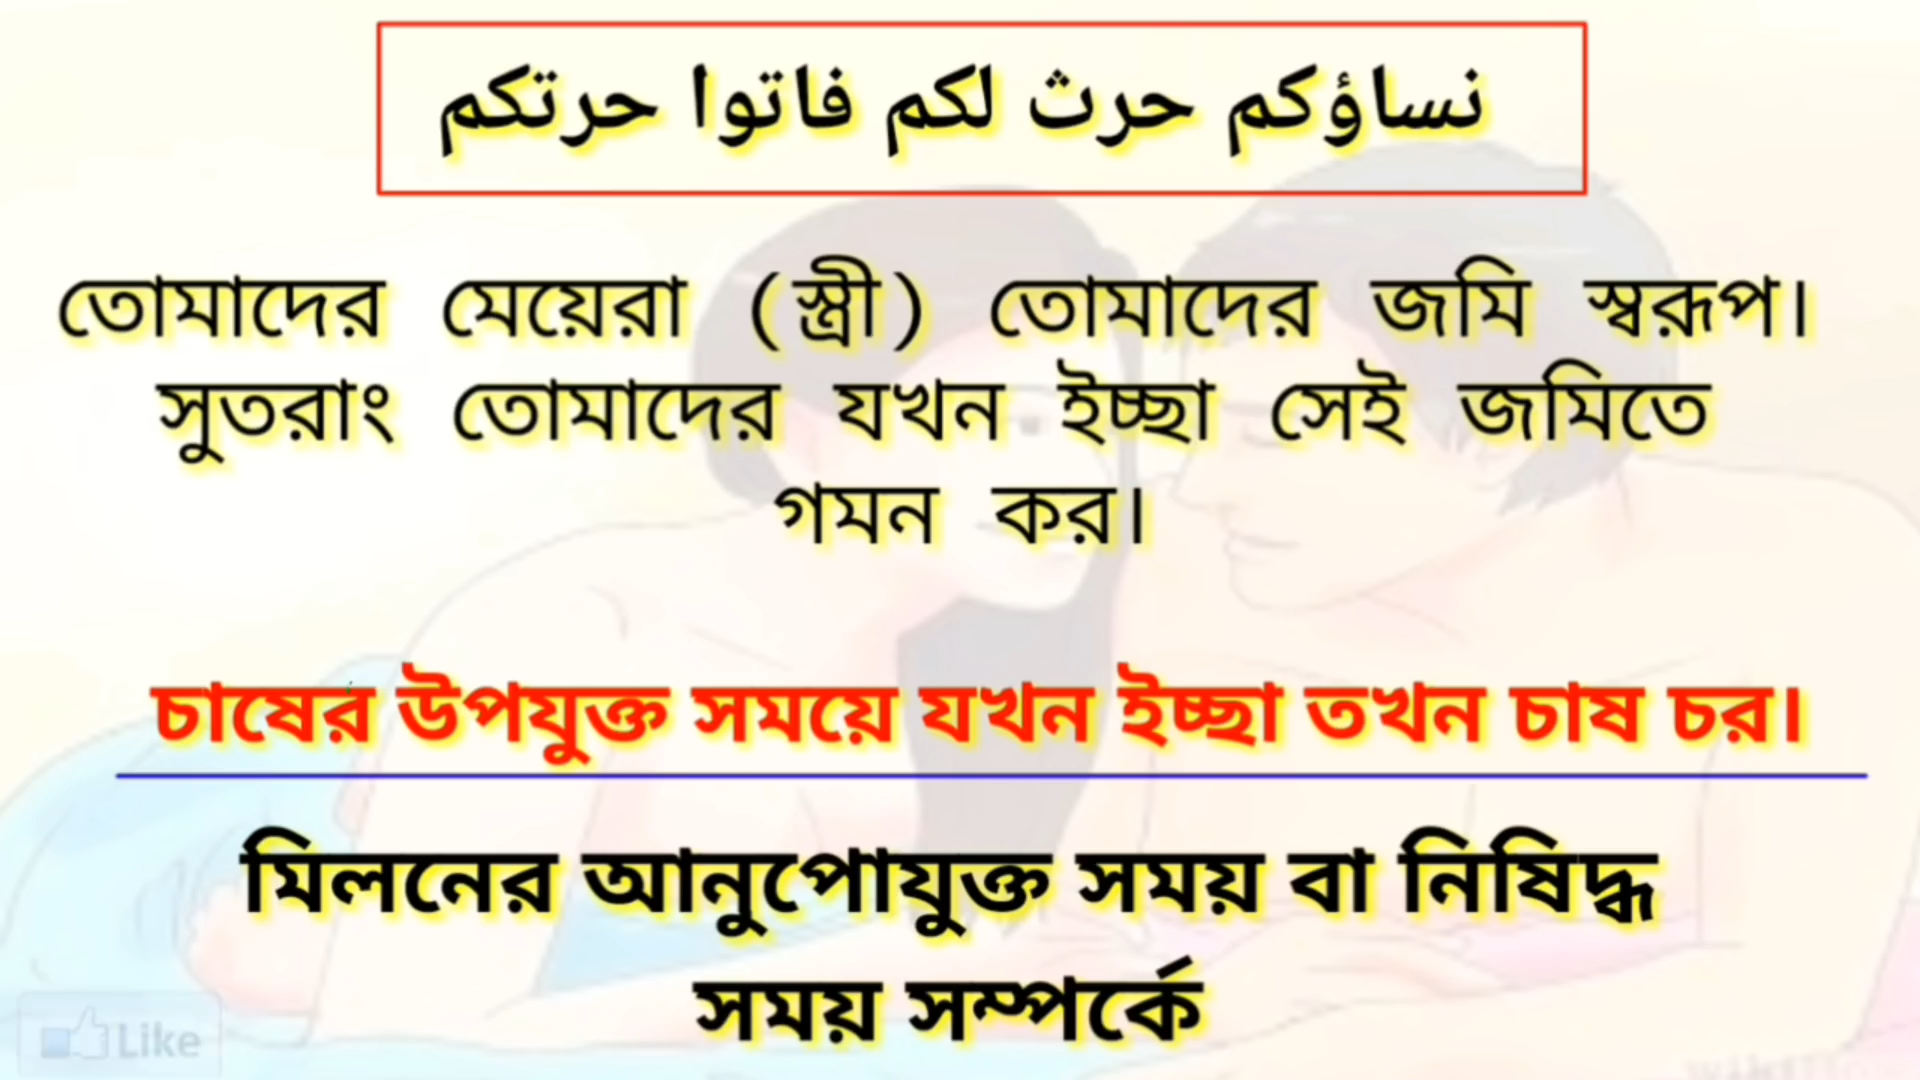 نساؤكم حرث لكم فاتوا حرتكم
তোমাদের মেয়েরা (স্ত্রী) তোমাদের জমি স্বরূপ।
সুতরাং তোমাদের যখন ইচ্ছা সেই জমিতে
গমন কর।
চাষের উপযুক্ত সময়ে যখন ইচ্ছা তখন চাষ চর।
মিলনের আনুপোযুক্ত সময় বা নিষিদ্ধ
সময় সম্পর্কে
Like